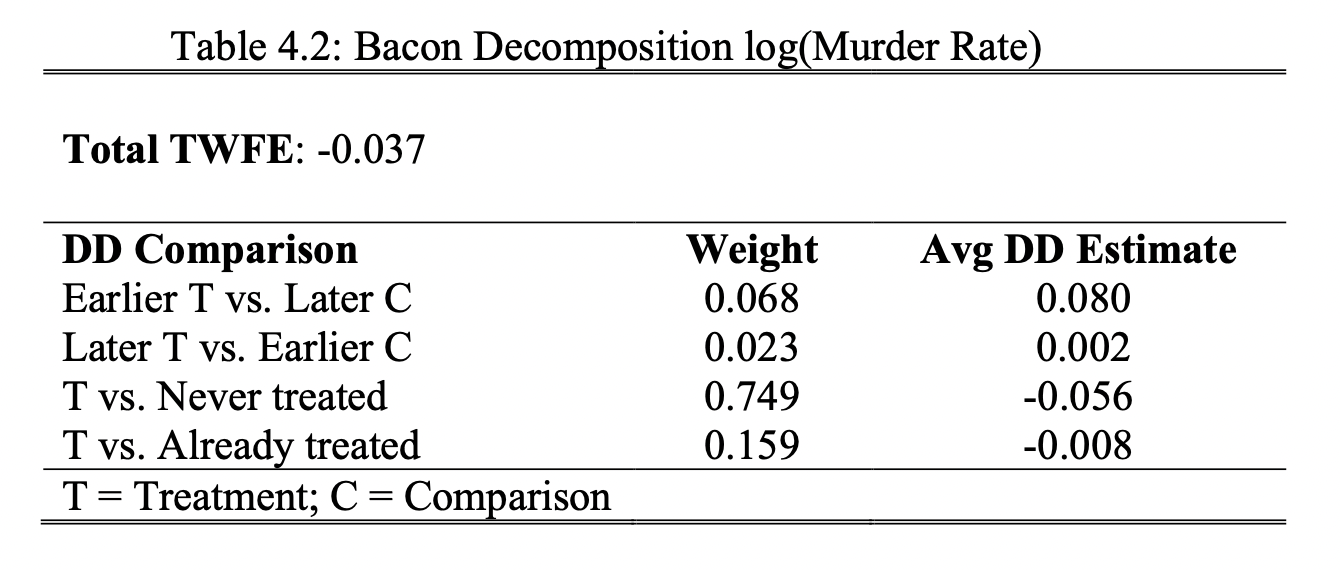 Table 4.2: Bacon Decomposition log(Murder Rate)
Total TWFE: -0.037
DD Comparison Weight Avg DD Estimate
Earlier T vs. Later C 0.068 0.080
Later T vs. Earlier C 0.023 0.002
T vs. Never treated 0.749 -0.056
T vs. Already treated 0.159 -0.008
T = Treatment; C = Comparison